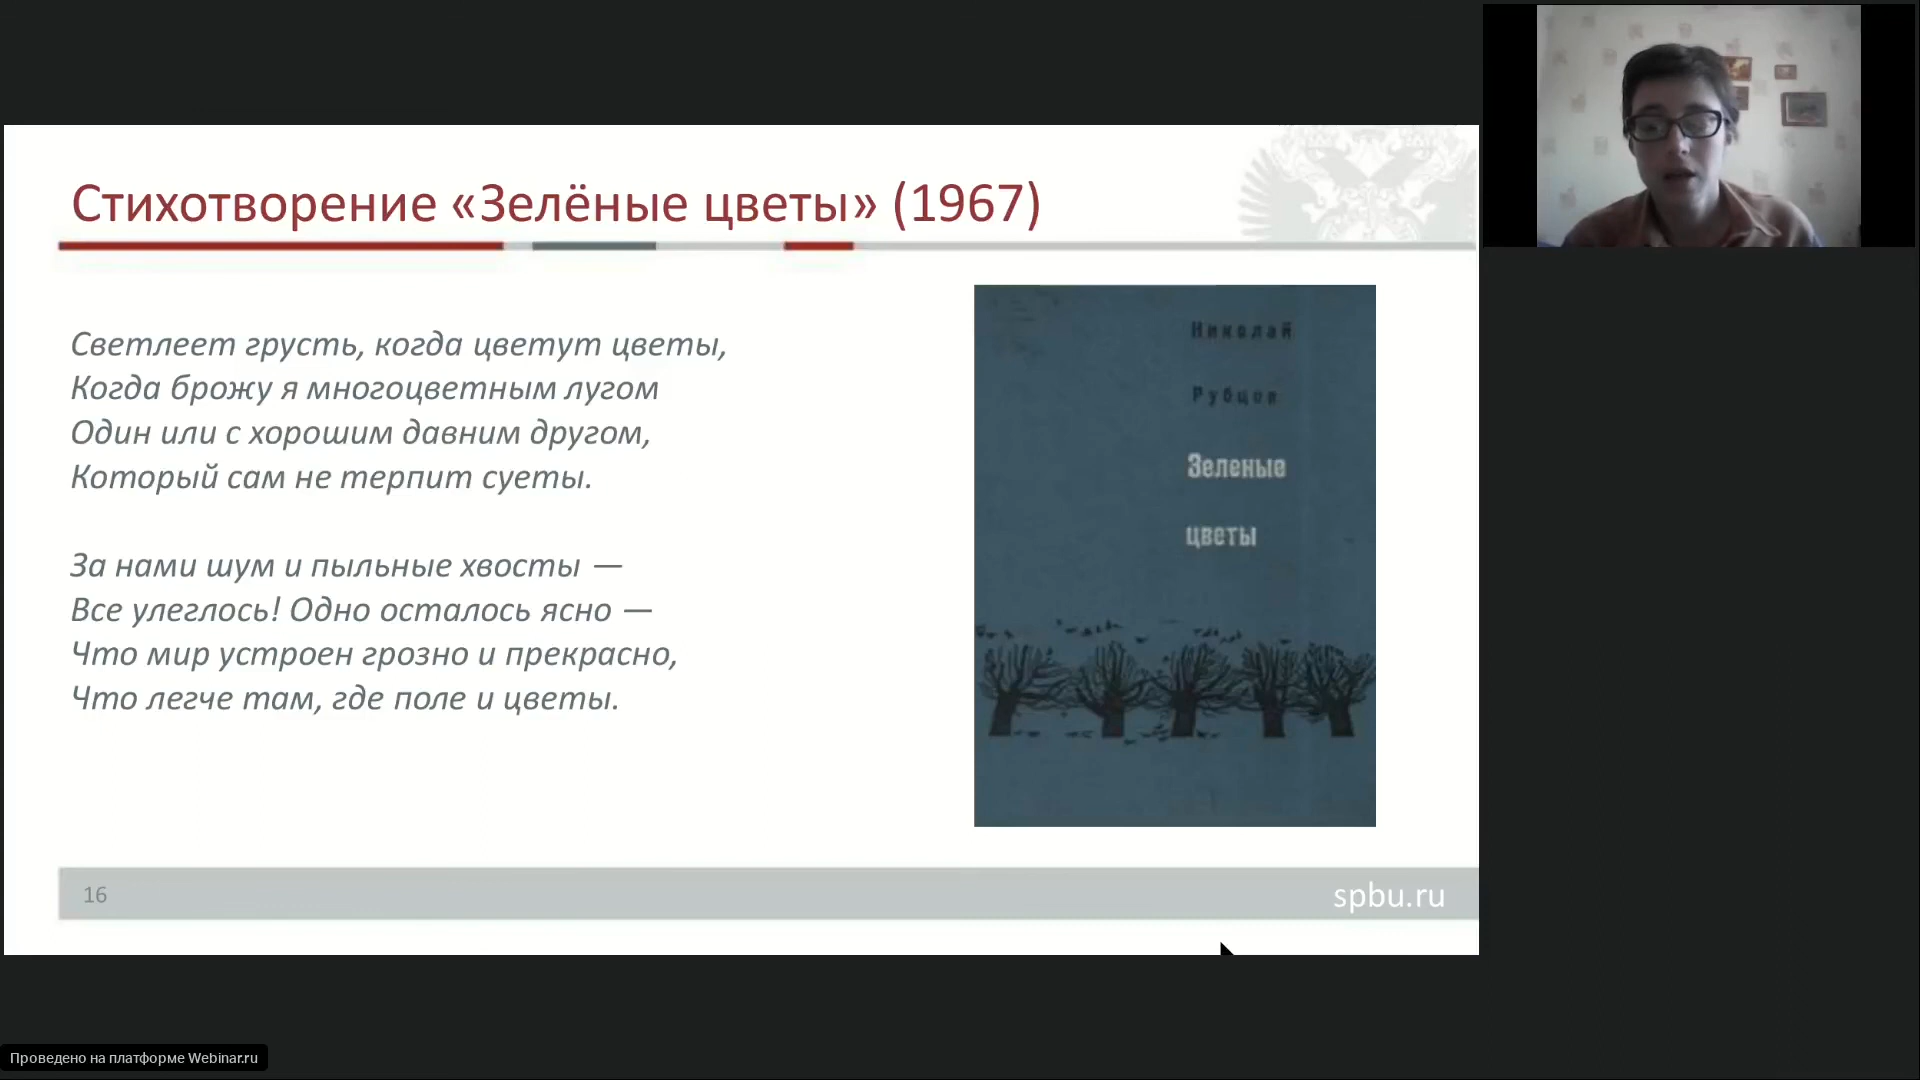 Стихотворение «Зелёные цветы» (1967)
Светлеет грусть, когда цветут цветы,
Когда брожу я многоцветным лугом
Один или с хорошим давним другом,
Который сам не терпит суеты.
За нами шум и пыльные хвосты —
Все улеглось! Одно осталось ясно —
Что мир устроен грозно и прекрасно,
Что легче там, где поле и цветы.
Николай
Рубцов
Зеленые
цветы
16
spbu.ru
Проведено на платформе Webinar.ru